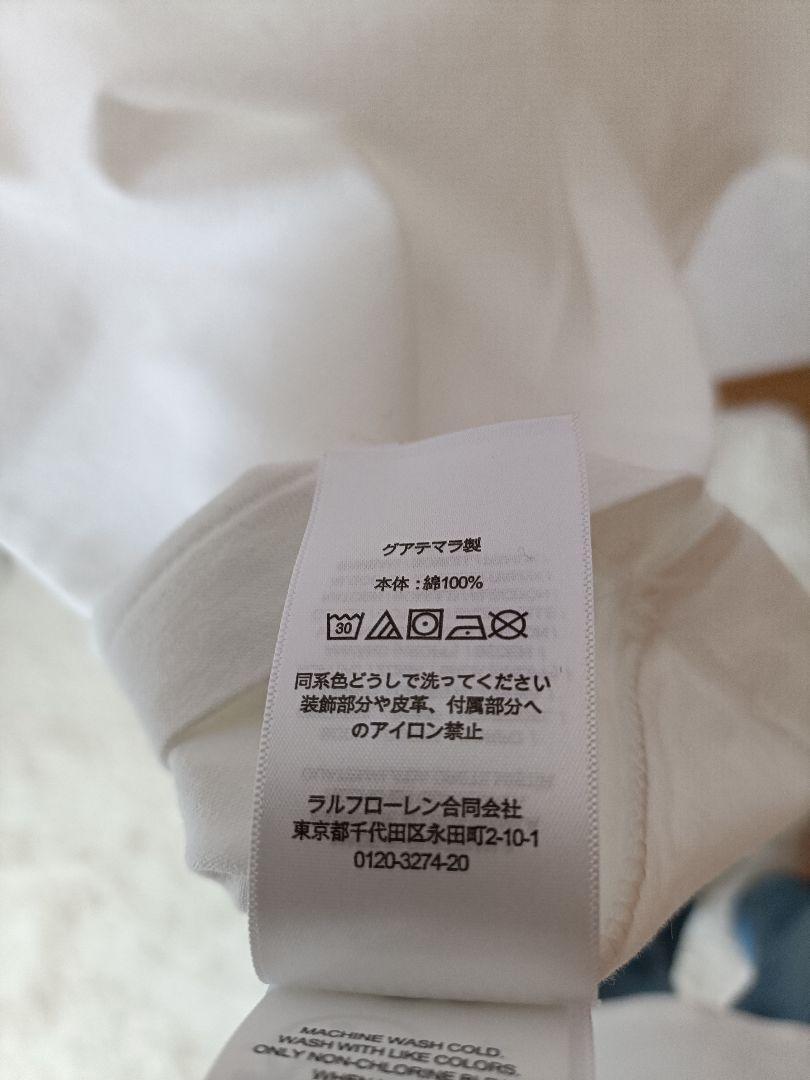 グアテマラ製
本体 : 綿100%
30
同系色どうしで洗ってください
装飾部分や皮革、付属部分へ
のアイロン禁止
ラルフローレン合同会社
東京都千代田区永田町2-10-1
0120-3274-20
MACHINE WASH COLD.
WASH WITH LIKE COLORS.
ONLY NON-CHLORINE
WHEN